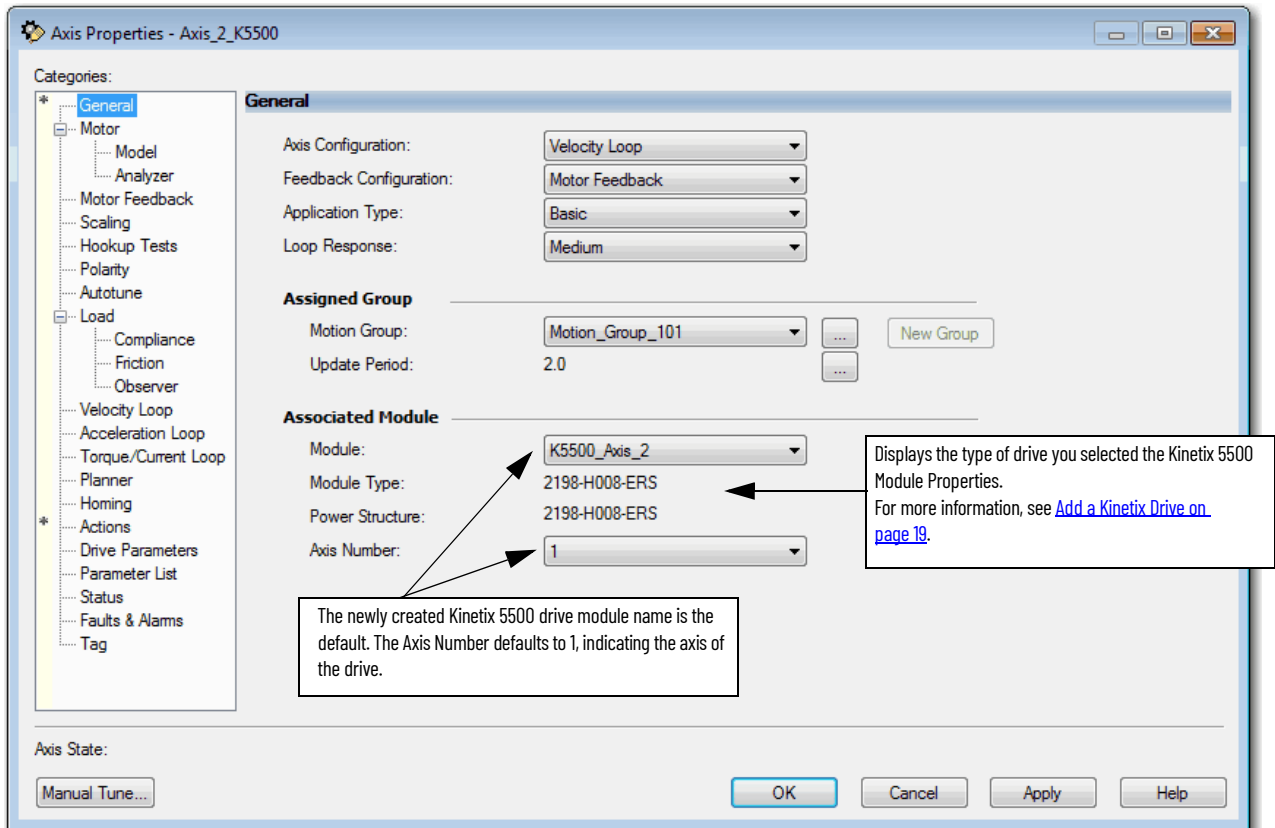 Axis Properties - Axis_2_K5500
Categories:
* General
Motor
Model
Analyzer
Motor Feedback
Scaling
Hookup Tests
Polarity
Autotune
Load
Compliance
Friction
Observer
Velocity Loop
Acceleration Loop
Torque/Current Loop
Planner
Homing
* Actions
Drive Parameters
Parameter List
Status
Faults & Alarms
Tag
General
Axis Configuration: Velocity Loop
Feedback Configuration: Motor Feedback
Application Type: Basic
Loop Response: Medium
Assigned Group
Motion Group: Motion_Group_101 ... New Group
Update Period: 2.0 ...
Associated Module
Module: K5500_Axis_2
Module Type: 2198-H008-ERS
Power Structure: 2198-H008-ERS
Axis Number: 1
Displays the type of drive you selected the Kinetix 5500
Module Properties.
For more information, see Add a Kinetix Drive on
page 19.
The newly created Kinetix 5500 drive module name is the
default. The Axis Number defaults to 1, indicating the axis of
the drive.
Axis State:
Manual Tune... OK Cancel Apply Help